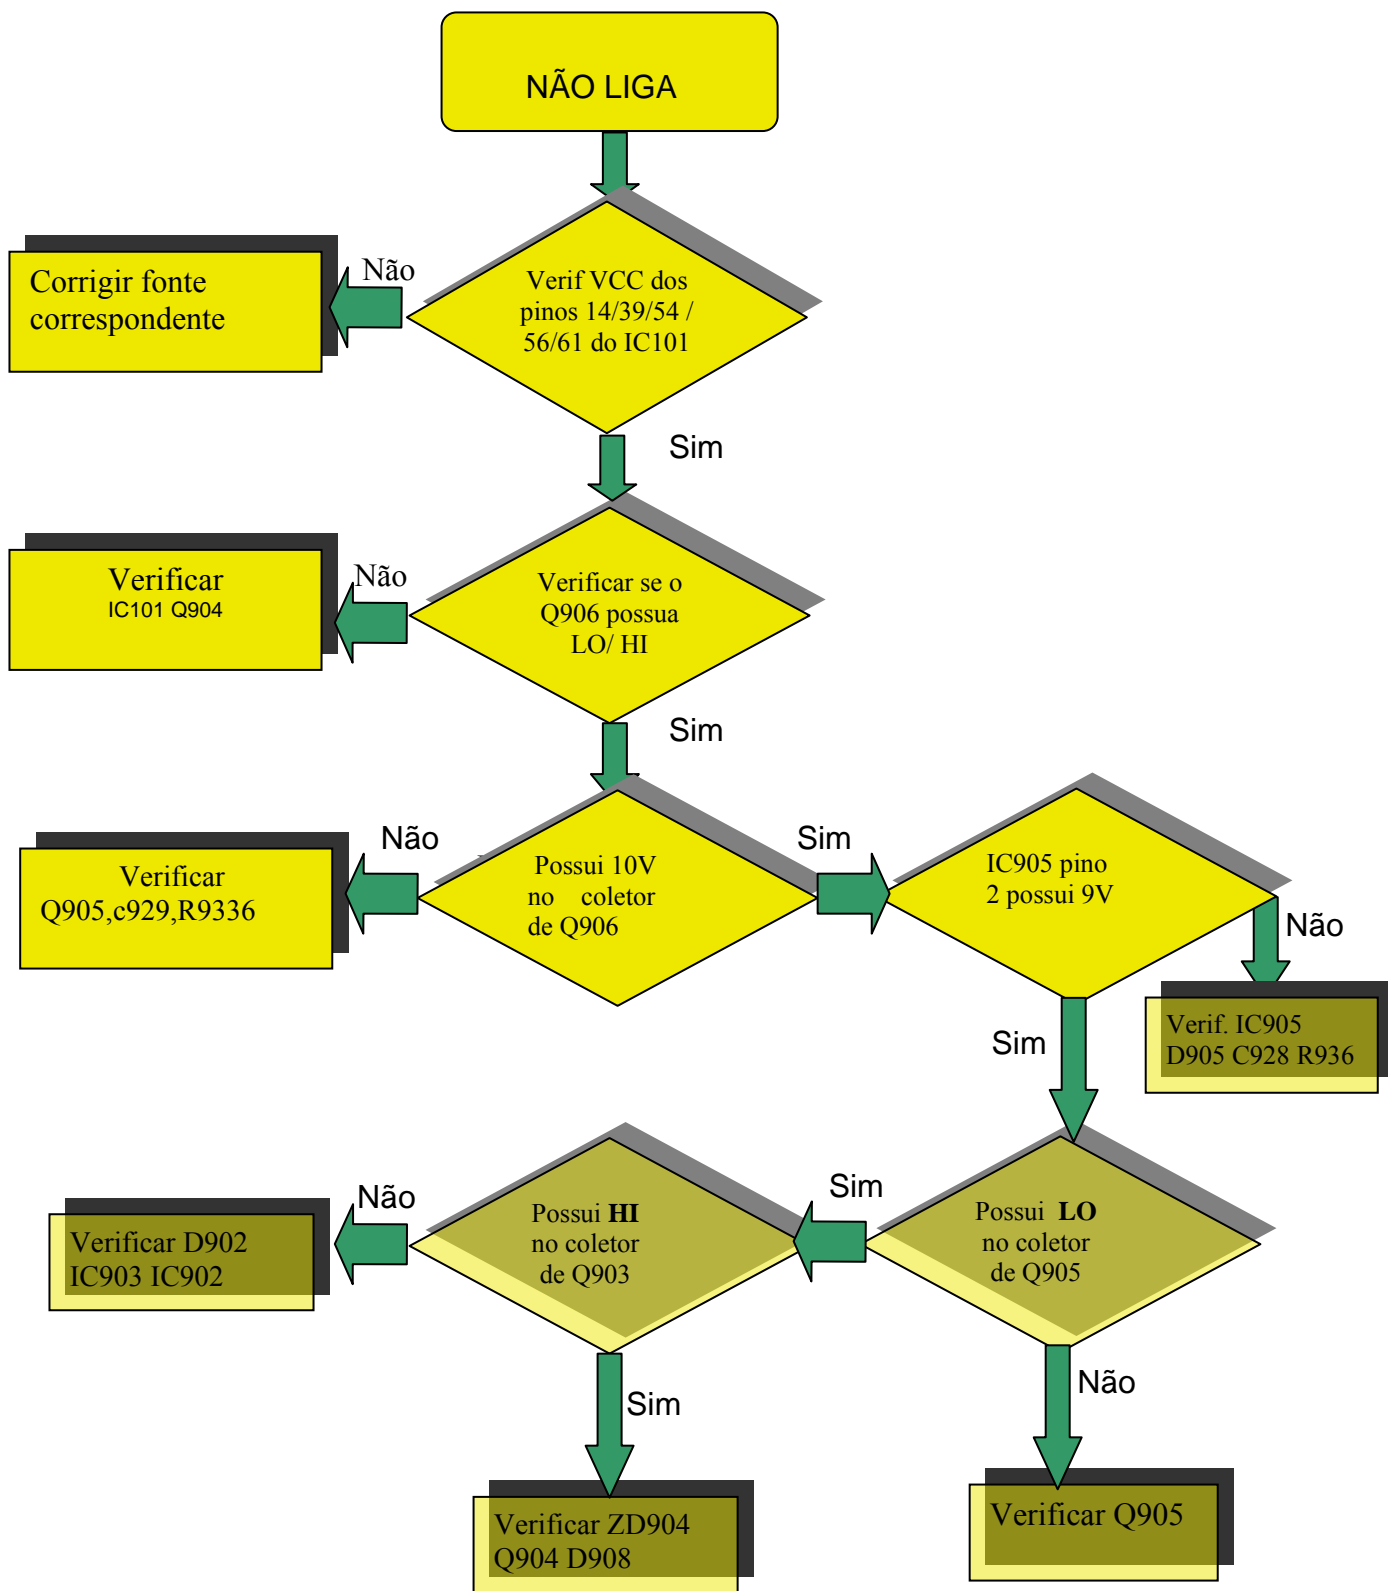 NÃO LIGA
Verif VCC dos
pinos 14/39/54 /
56/61 do IC101
Não
Corrigir fonte
correspondente
Sim
Verificar se o
Q906 possua
LO/ HI
Não
Verificar
IC101 Q904
Sim
Possui 10V
no coletor
de Q906
Não
Verificar
Q905,c929,R9336
Sim
IC905 pino
2 possui 9V
Não
Verif. IC905
D905 C928 R936
Sim
Possui LO
no coletor
de Q905
Sim
Possui HI
no coletor
de Q903
Não
Verificar D902
IC903 IC902
Sim
Verificar ZD904
Q904 D908
Não
Verificar Q905